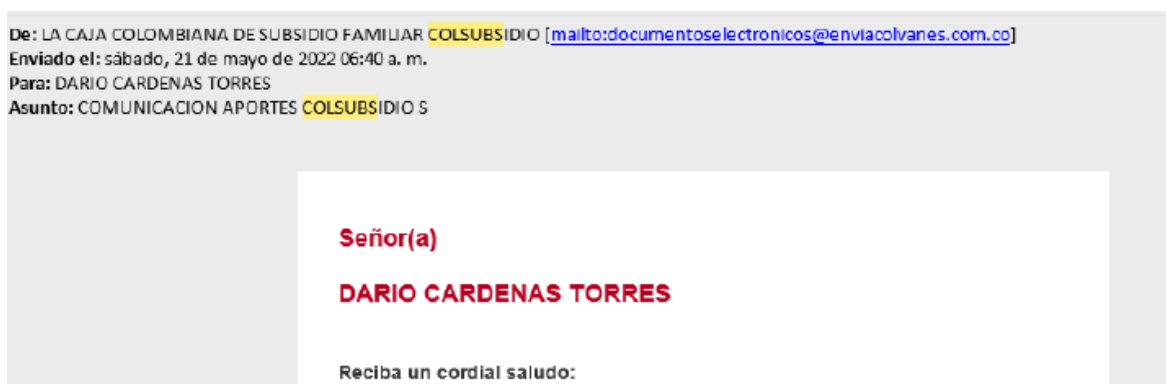 De: LA CAJA COLOMBIANA DE SUBSIDIO FAMILIAR COLSUBSIDIO [mailto:documentoselectronicos@enviacolvanes.com.co]
Enviado el: sábado, 21 de mayo de 2022 06:40 a. m.
Para: DARIO CARDENAS TORRES
Asunto: COMUNICACION APORTES COLSUBSIDIO S
Señor(a)
DARIO CARDENAS TORRES
Reciba un cordial saludo: